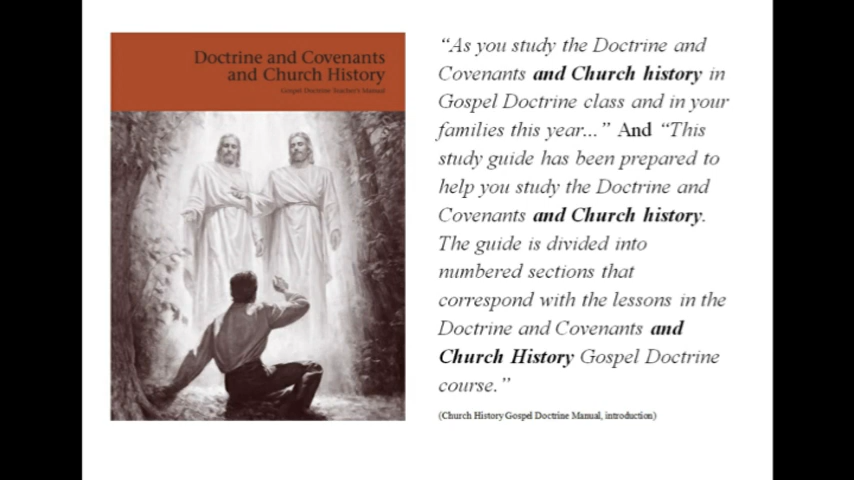 Doctrine and Covenants
and Church History
Gospel Doctrine Teacher's Manual
“As you study the Doctrine and
Covenants and Church history in
Gospel Doctrine class and in your
families this year...” And “This
study guide has been prepared to
help you study the Doctrine and
Covenants and Church history.
The guide is divided into
numbered sections that
correspond with the lessons in the
Doctrine and Covenants and
Church History Gospel Doctrine
course.”
(Church History Gospel Doctrine Manual, introduction)